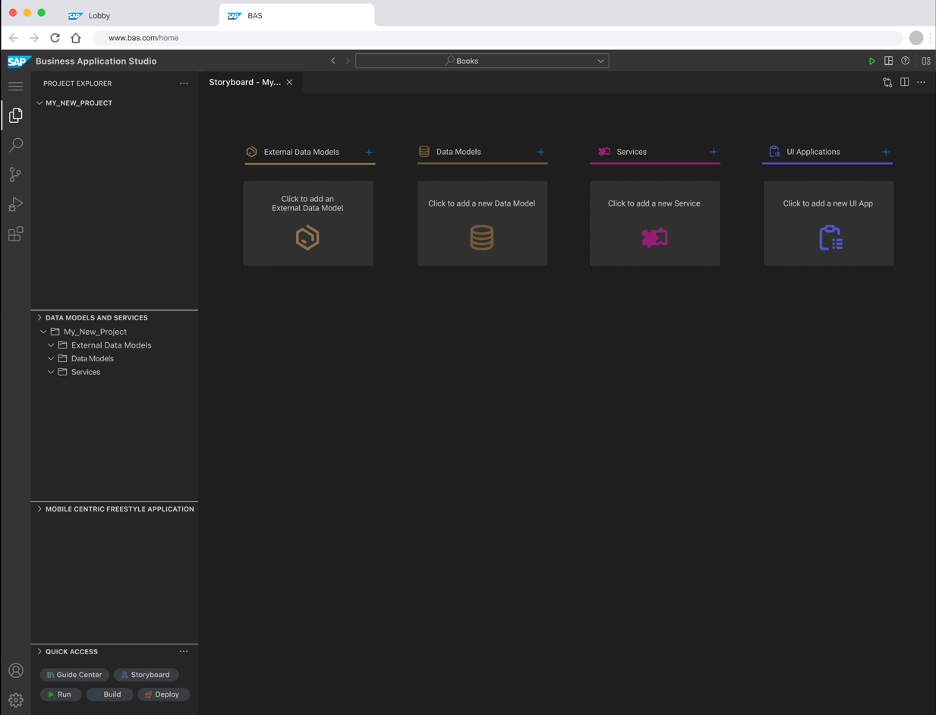 SAP Lobby
SAP BAS
www.bas.com/home
SAP Business Application Studio
Books
PROJECT EXPLORER
MY_NEW_PROJECT
Storyboard - My...
External Data Models +
Data Models +
Services +
UI Applications +
Click to add an
External Data Model
Click to add a new Data Model
Click to add a new Service
Click to add a new UI App
DATA MODELS AND SERVICES
My_New_Project
External Data Models
Data Models
Services
MOBILE CENTRIC FREESTYLE APPLICATION
QUICK ACCESS
Guide Center
Storyboard
Run
Build
Deploy